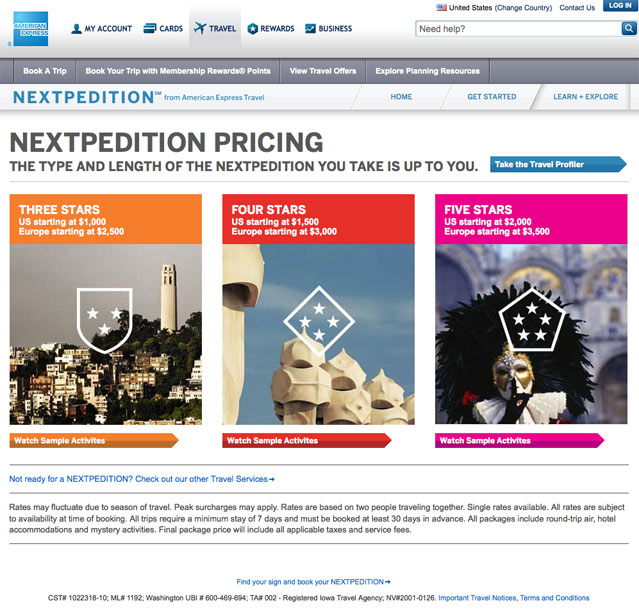 United States (Change Country) Contact Us LOG IN
AMERICAN EXPRESS
®
MY ACCOUNT CARDS TRAVEL REWARDS BUSINESS
Need help?
Book A Trip Book Your Trip with Membership Rewards® Points View Travel Offers Explore Planning Resources
NEXTPEDITION℠ from American Express Travel HOME GET STARTED LEARN + EXPLORE
NEXTPEDITION PRICING
THE TYPE AND LENGTH OF THE NEXTPEDITION YOU TAKE IS UP TO YOU.
Take the Travel Profiler
THREE STARS
US starting at $1,000
Europe starting at $2,500
FOUR STARS
US starting at $1,500
Europe starting at $3,000
FIVE STARS
US starting at $2,000
Europe starting at $3,500
Watch Sample Activites
Watch Sample Activites
Watch Sample Activites
Not ready for a NEXTPEDITION? Check out our other Travel Services
Rates may fluctuate due to season of travel. Peak surcharges may apply. Rates are based on two people traveling together. Single rates available. All rates are subject
to availability at time of booking. All trips require a minimum stay of 7 days and must be booked at least 30 days in advance. All packages include round-trip air, hotel
accommodations and mystery activities. Final package price will include all applicable taxes and service fees.
Find your sign and book your NEXTPEDITION
CST# 1022318-10; ML# 1192; Washington UBI # 600-469-694; TA# 002 - Registered Iowa Travel Agency; NV#2001-0126. Important Travel Notices, Terms and Conditions